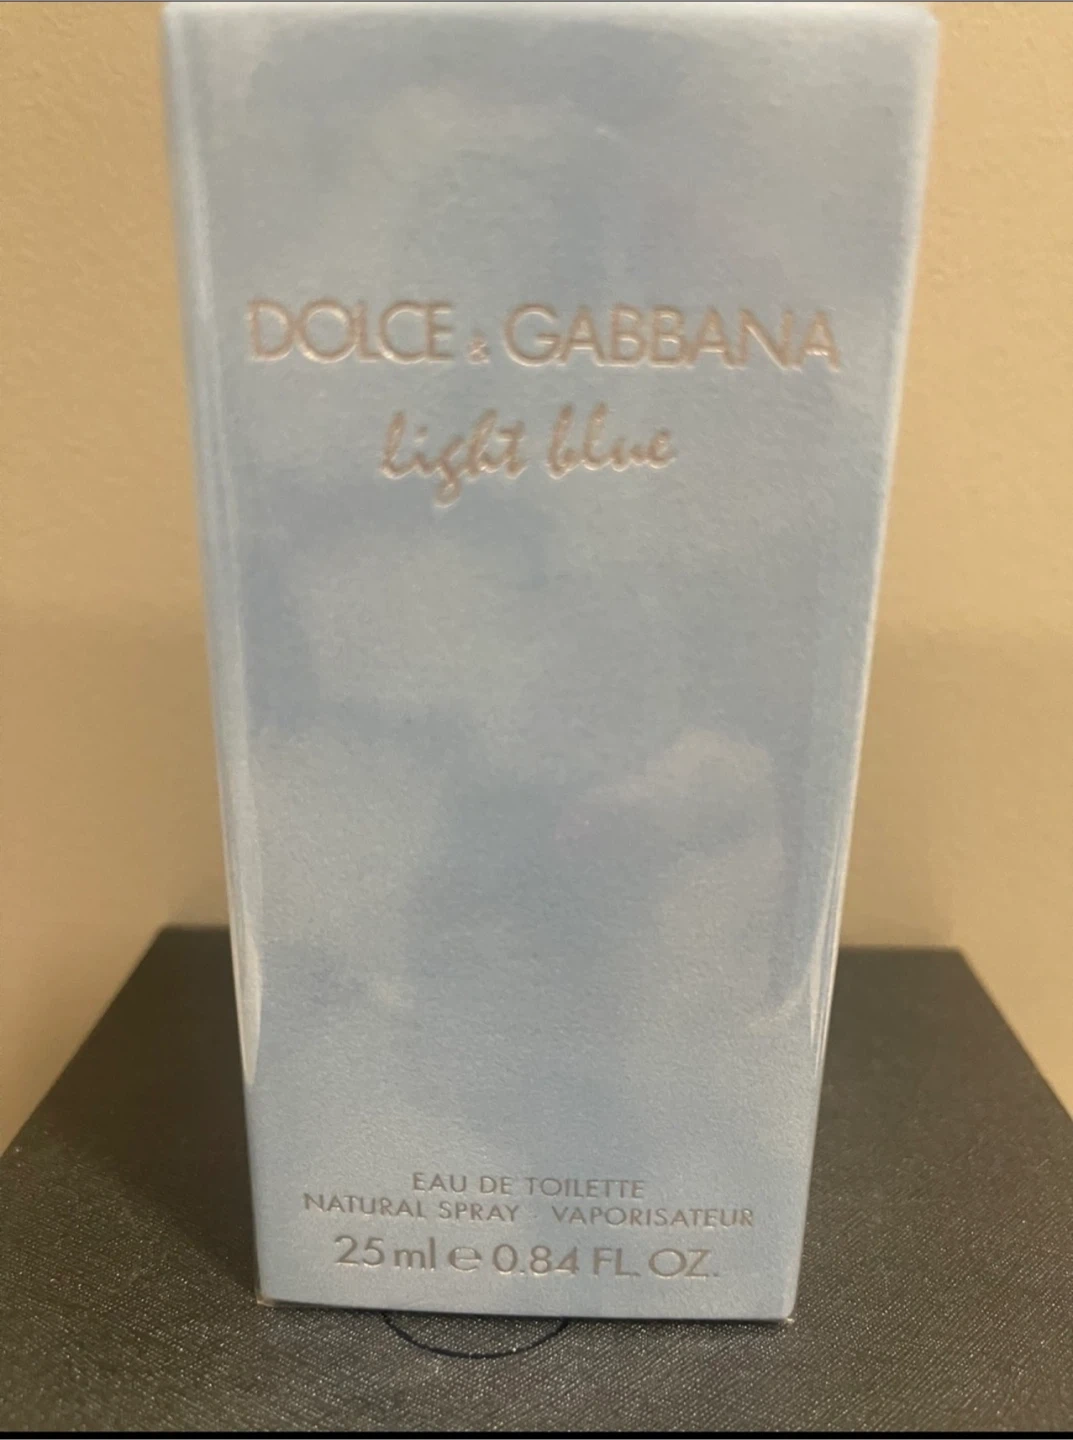 DOLCE & GABBANA
light blue
EAU DE TOILETTE
NATURAL SPRAY VAPORISATEUR
25 ml e 0.84 FL. OZ.